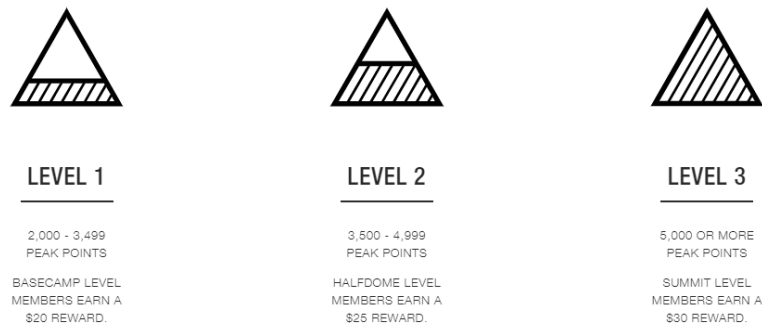 LEVEL 1
2,000 - 3,499
PEAK POINTS
BASECAMP LEVEL
MEMBERS EARN A
$20 REWARD.
LEVEL 2
3,500 - 4,999
PEAK POINTS
HALFDOME LEVEL
MEMBERS EARN A
$25 REWARD.
LEVEL 3
5,000 OR MORE
PEAK POINTS
SUMMIT LEVEL
MEMBERS EARN A
$30 REWARD.